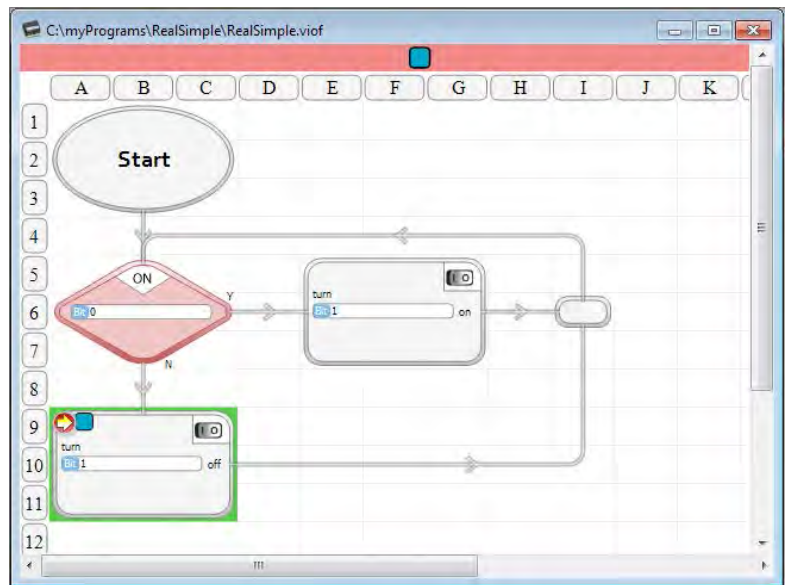 C:\myPrograms\RealSimple\RealSimple.viof
A B C D E F G H I J K
1
2
Start
3
4
5
ON
I O
Y
turn
6
Bit 0
Bit 1
on
7
N
8
9
I O
turn
10
Bit 1
off
11
12